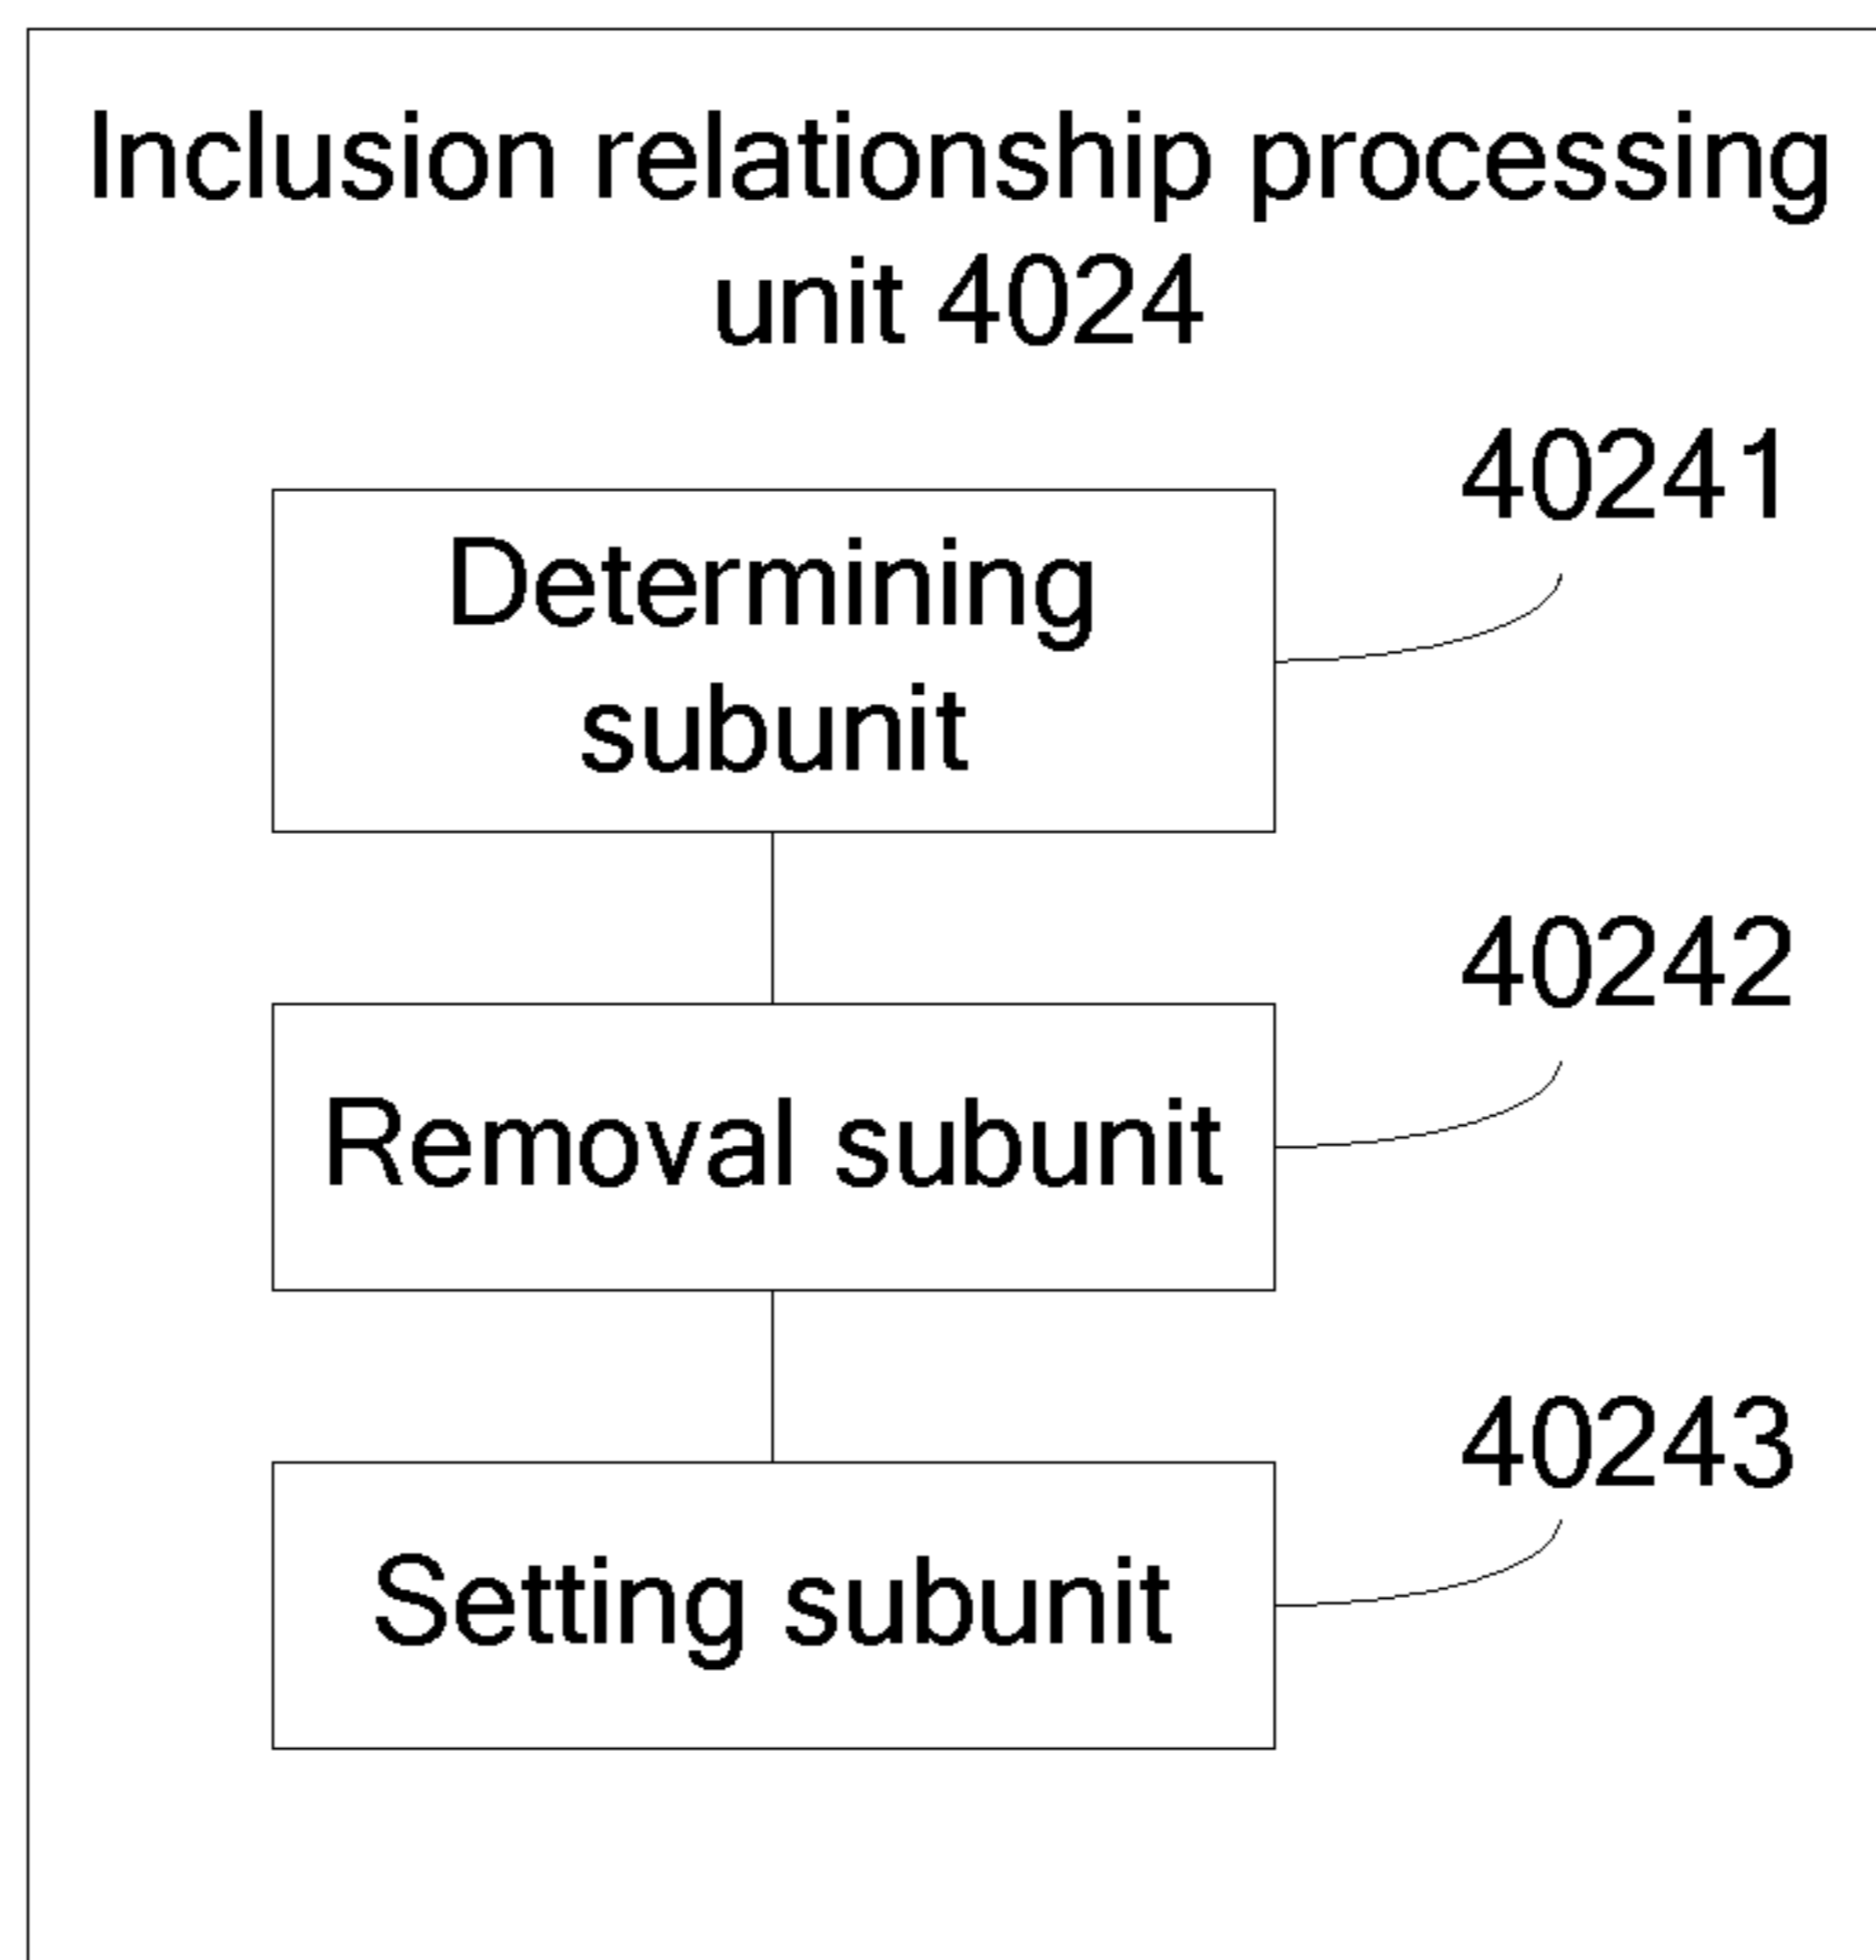 Inclusion relationship processing
unit 4024
40241
Determining
subunit
40242
Removal subunit
40243
Setting subunit